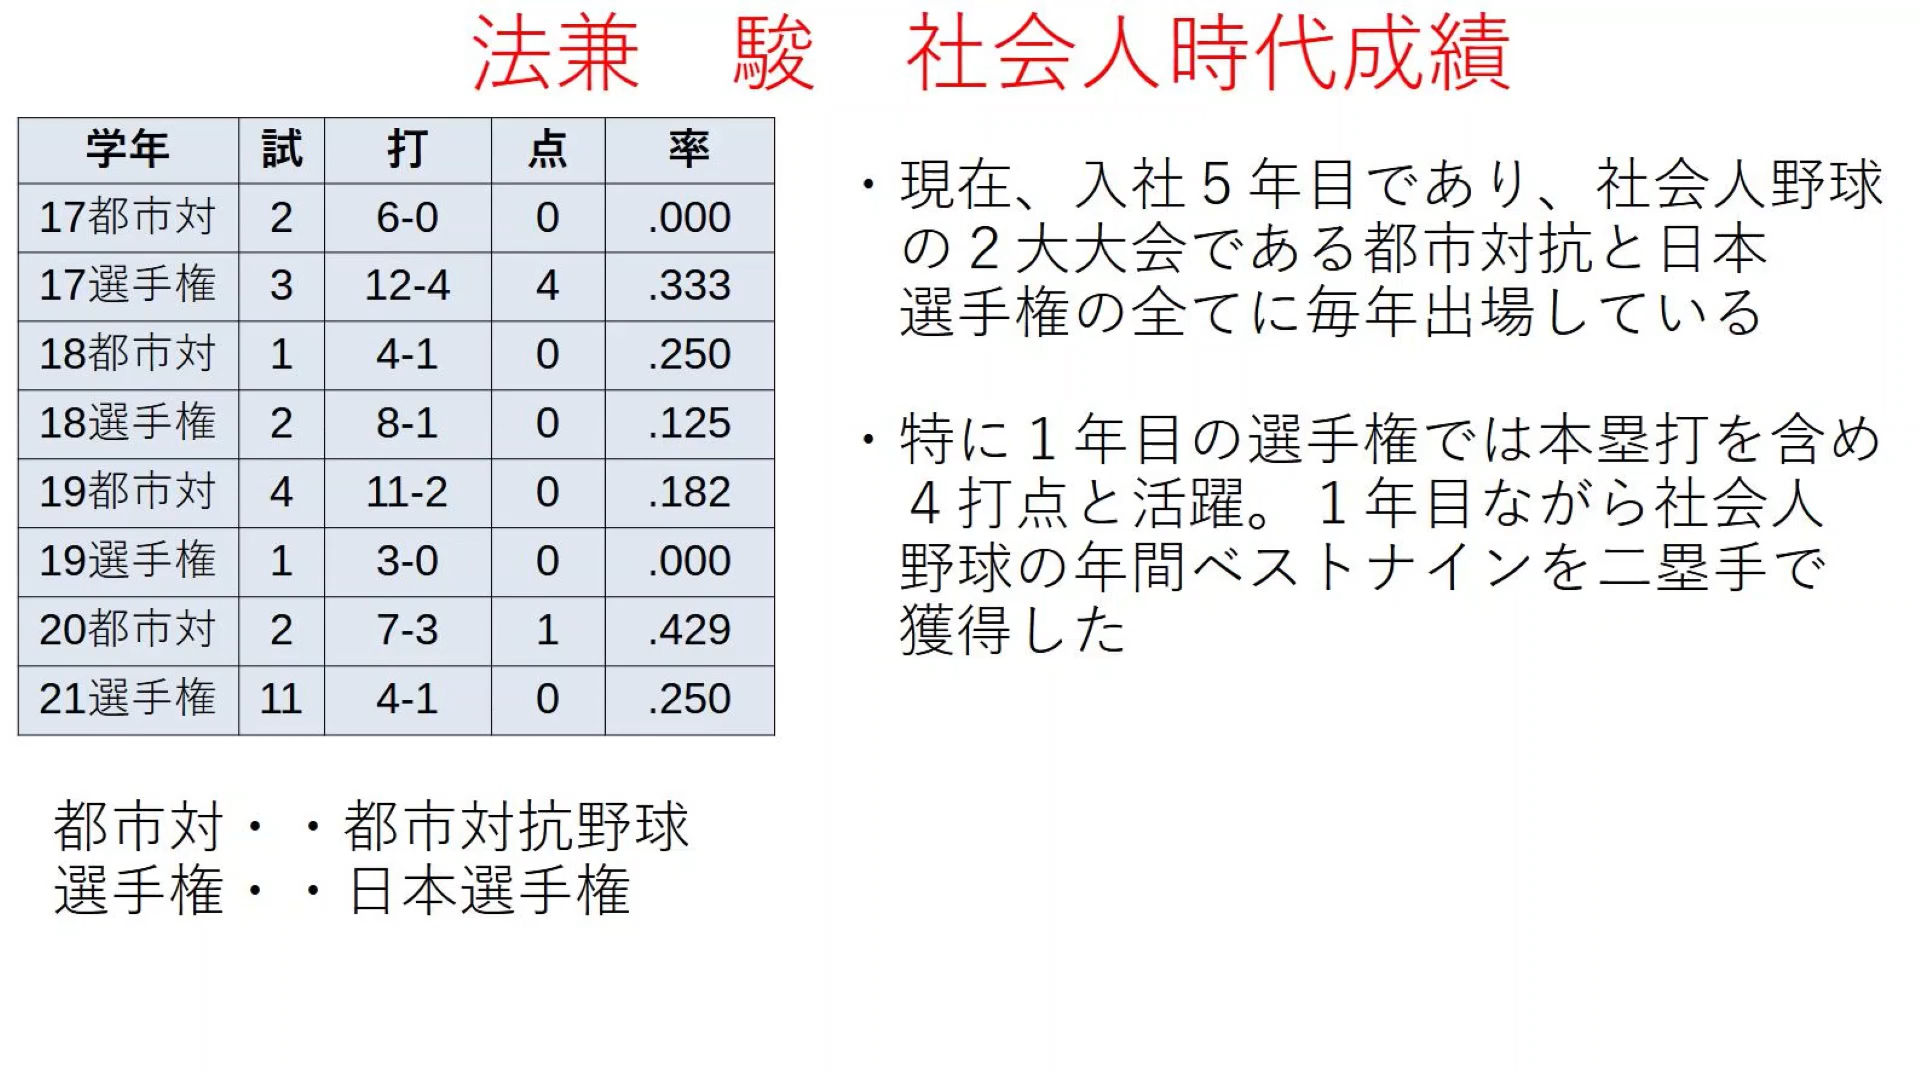 法兼　駿　社会人時代成績
学年 試 打 点 率
17都市対 2 6-0 0 .000
17選手権 3 12-4 4 .333
18都市対 1 4-1 0 .250
18選手権 2 8-1 0 .125
19都市対 4 11-2 0 .182
19選手権 1 3-0 0 .000
20都市対 2 7-3 1 .429
21選手権 11 4-1 0 .250
都市対・・都市対抗野球
選手権・・日本選手権
・現在、入社５年目であり、社会人野球
の２大大会である都市対抗と日本
選手権の全てに毎年出場している
・特に１年目の選手権では本塁打を含め
４打点と活躍。１年目ながら社会人
野球の年間ベストナインを二塁手で
獲得した